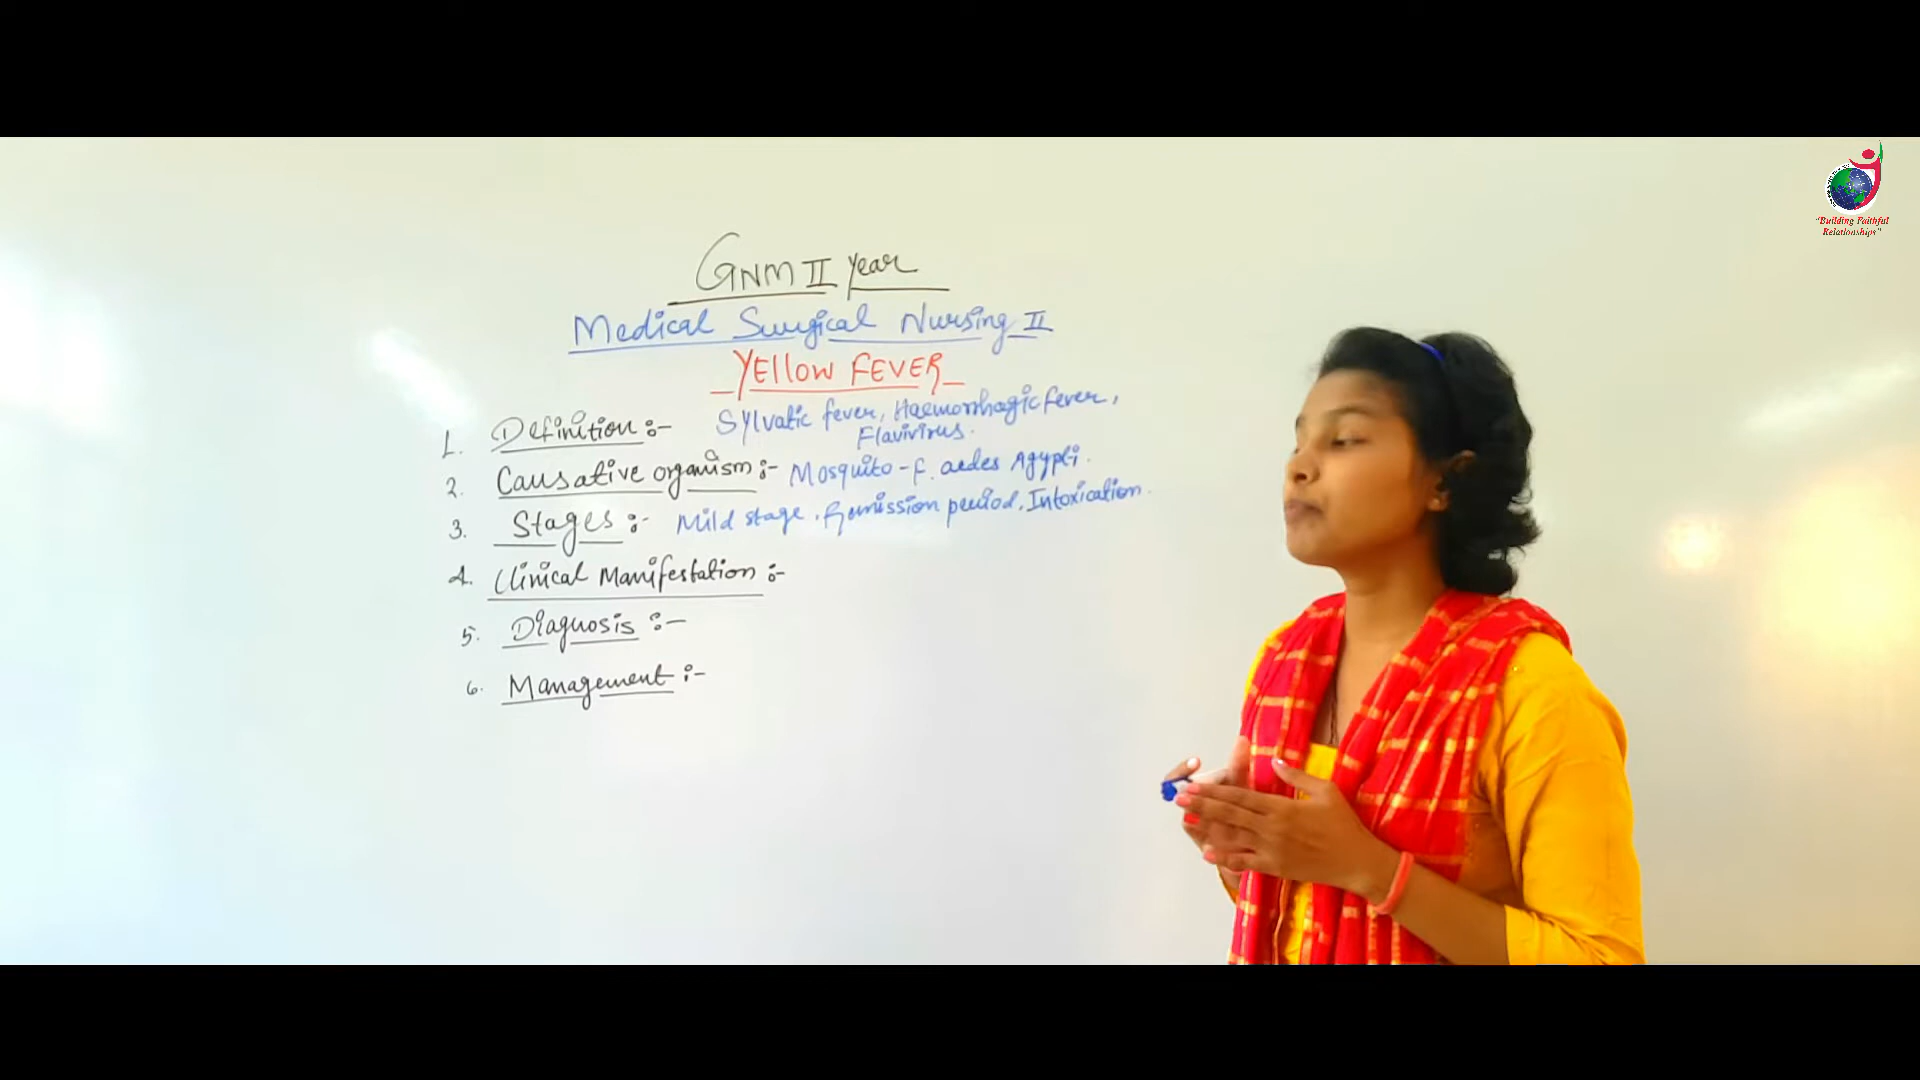 GNM II year
Medical Surgical Nursing II
YEllow FEVER
1. Definition :- Sylvatic fever, Haemorrhagic fever,
Flavivirus.
2. Causative organism :- Mosquito - f. aedes Agypti.
3. Stages :- Mild stage, Remission period, Intoxication.
4. Clinical Manifestation :-
5. Diagnosis :-
6. Management :-
"Building Faithful
Relationships"